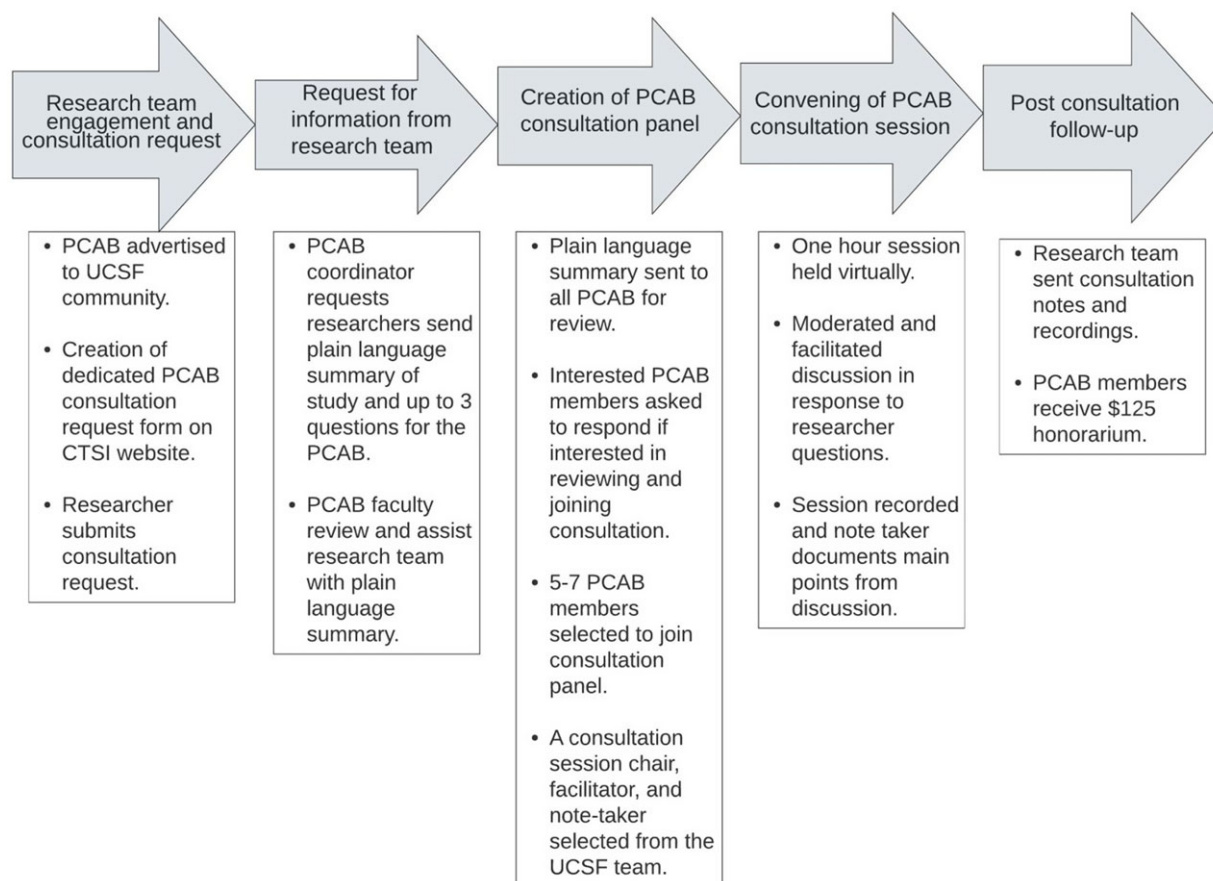 Research team
engagement and
consultation request
Request for
information from
research team
Creation of PCAB
consultation panel
Convening of PCAB
consultation session
Post consultation
follow-up
• PCAB advertised
to UCSF
community.
• Creation of
dedicated PCAB
consultation
request form on
CTSI website.
• Researcher
submits
consultation
request.
• PCAB
coordinator
requests
researchers send
plain language
summary of
study and up to 3
questions for the
PCAB.
• PCAB faculty
review and assist
research team
with plain
language
summary.
• Plain language
summary sent to
all PCAB for
review.
• Interested PCAB
members asked
to respond if
interested in
reviewing and
joining
consultation.
• 5-7 PCAB
members
selected to join
consultation
panel.
• A consultation
session chair,
facilitator, and
note-taker
selected from the
UCSF team.
• One hour session
held virtually.
• Moderated and
facilitated
discussion in
response to
researcher
questions.
• Session recorded
and note taker
documents main
points from
discussion.
• Research team
sent consultation
notes and
recordings.
• PCAB members
receive $125
honorarium.